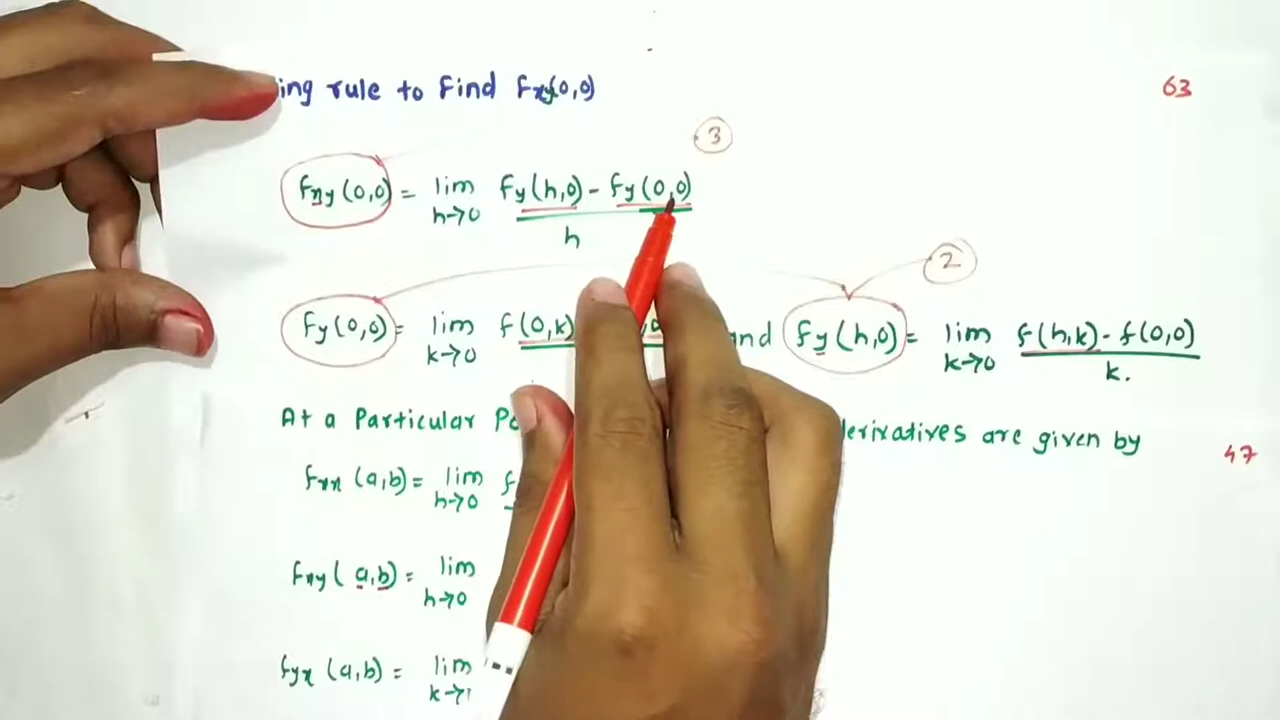 ing rule to Find Fxy(0,0)
63
3
fxy (0,0) = lim h→0 fy(h,0) - fy(0,0) / h
2
fy(0,0) = lim k→0 f(0,k) and fy(h,0) = lim k→0 f(h,k) - f(0,0) / k.
At a Particular derivatives are given by
47
fxx (a,b) = lim h→0 f
fxy (a,b) = lim h→0
fyx (a,b) = lim k→